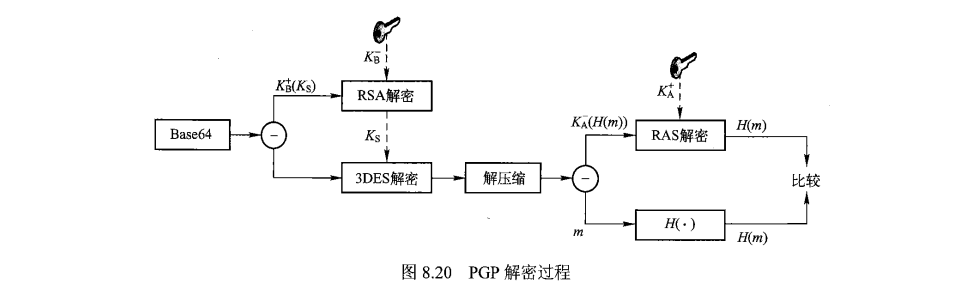 K_B^-
K_A^+
K_B^+(K_S)
RSA解密
K_A^-(H(m))
RAS解密
H(m)
Base64
−
K_S
3DES解密
解压缩
−
比较
m
H(·)
H(m)
图 8.20 PGP 解密过程